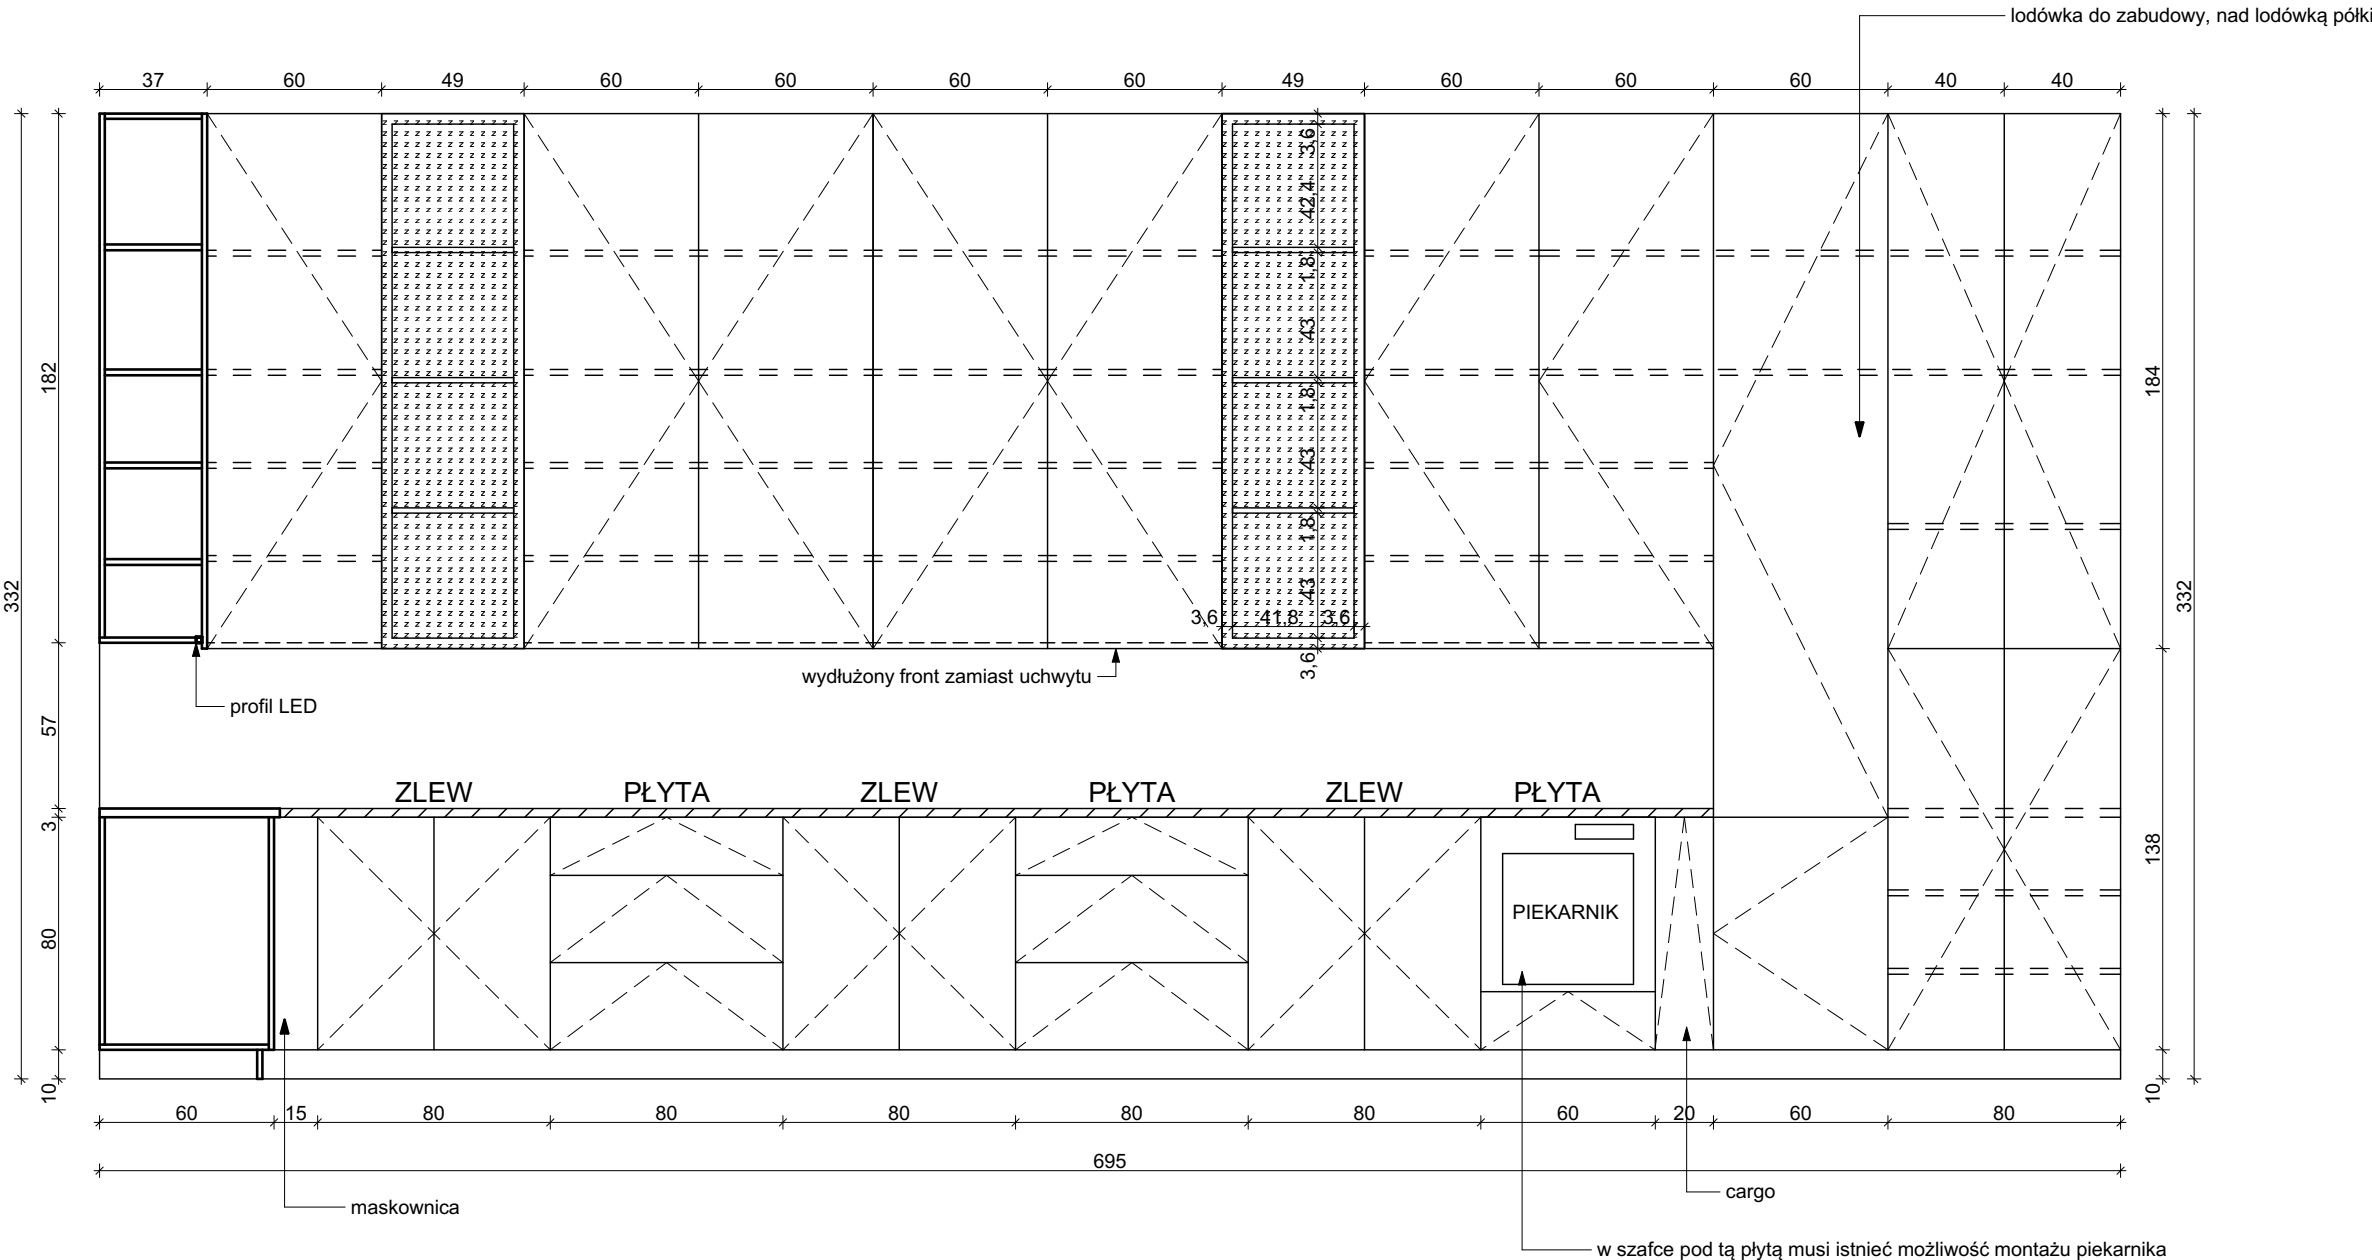 lodówka do zabudowy, nad lodówką półki
37 60 49 60 60 60 60 49 60 60 60 40 40
332
182
57
3
80
10
3,6
42,4
1,8
43
1,8
43
1,8
43
3,6
3,6 41,8 3,6
184
138
10
332
wydłużony front zamiast uchwytu
profil LED
ZLEW PŁYTA ZLEW PŁYTA ZLEW PŁYTA
PIEKARNIK
60 15 80 80 80 80 80 60 20 60 80
695
cargo
maskownica
w szafce pod tą płytą musi istnieć możliwość montażu piekarnika